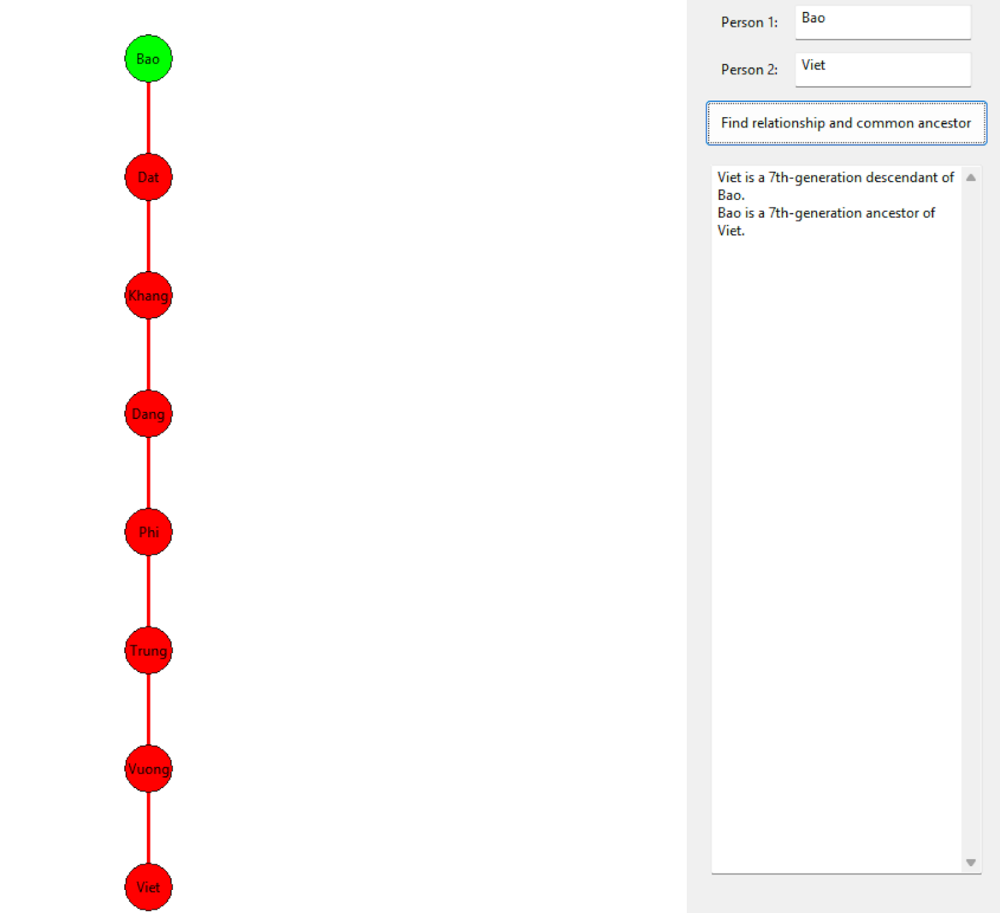 Bao
Dat
Khang
Dang
Phi
Trung
Vuong
Viet
Person 1: Bao
Person 2: Viet
Find relationship and common ancestor
Viet is a 7th-generation descendant of
Bao.
Bao is a 7th-generation ancestor of
Viet.